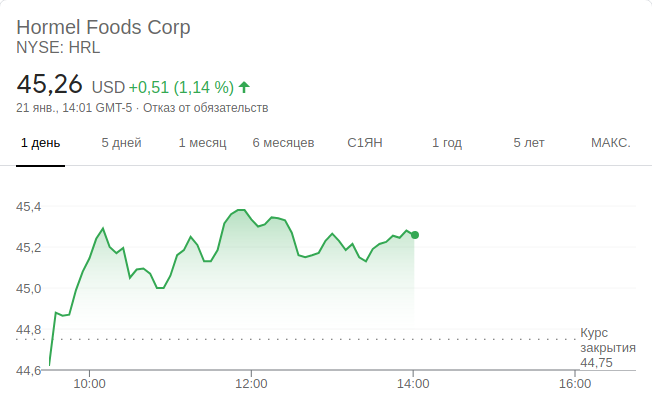 Hormel Foods Corp
NYSE: HRL
45,26 USD +0,51 (1,14 %)
21 янв., 14:01 GMT-5 · Отказ от обязательств
1 день 5 дней 1 месяц 6 месяцев С1ЯН 1 год 5 лет МАКС.
45,4
45,2
45,0
44,8
44,6
Курс
закрытия
44,75
10:00 12:00 14:00 16:00